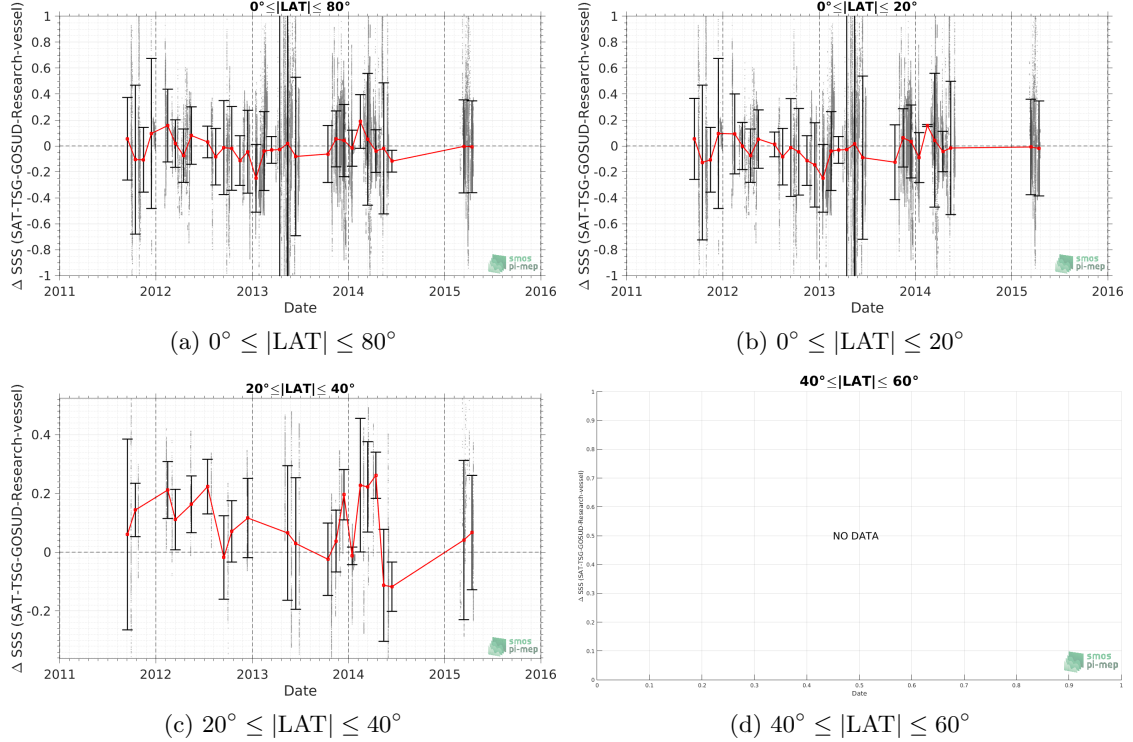 0°≤|LAT|≤ 80°
Δ SSS (SAT-TSG-GOSUD-Research-vessel)
1
0.8
0.6
0.4
0.2
0
-0.2
-0.4
-0.6
-0.8
-1
2011 2012 2013 2014 2015 2016
Date
smos
pi-mep
(a) 0° ≤ |LAT| ≤ 80°
0°≤|LAT|≤ 20°
Δ SSS (SAT-TSG-GOSUD-Research-vessel)
1
0.8
0.6
0.4
0.2
0
-0.2
-0.4
-0.6
-0.8
-1
2011 2012 2013 2014 2015 2016
Date
smos
pi-mep
(b) 0° ≤ |LAT| ≤ 20°
20°≤|LAT|≤ 40°
Δ SSS (SAT-TSG-GOSUD-Research-vessel)
0.4
0.2
0
-0.2
2011 2012 2013 2014 2015 2016
Date
smos
pi-mep
(c) 20° ≤ |LAT| ≤ 40°
40°≤|LAT|≤ 60°
Δ SSS (SAT-TSG-GOSUD-Research-vessel)
1
0.9
0.8
0.7
0.6
0.5
0.4
0.3
0.2
0.1
0
NO DATA
0 0.1 0.2 0.3 0.4 0.5 0.6 0.7 0.8 0.9 1
Date
smos
pi-mep
(d) 40° ≤ |LAT| ≤ 60°